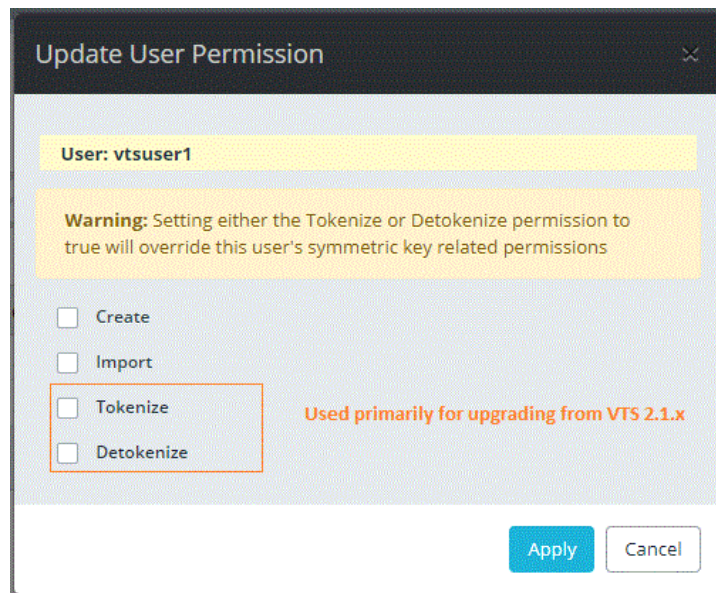 Update User Permission
User: vtsuser1
Warning: Setting either the Tokenize or Detokenize permission to
true will override this user's symmetric key related permissions
Create
Import
Tokenize
Used primarily for upgrading from VTS 2.1.x
Detokenize
Apply
Cancel